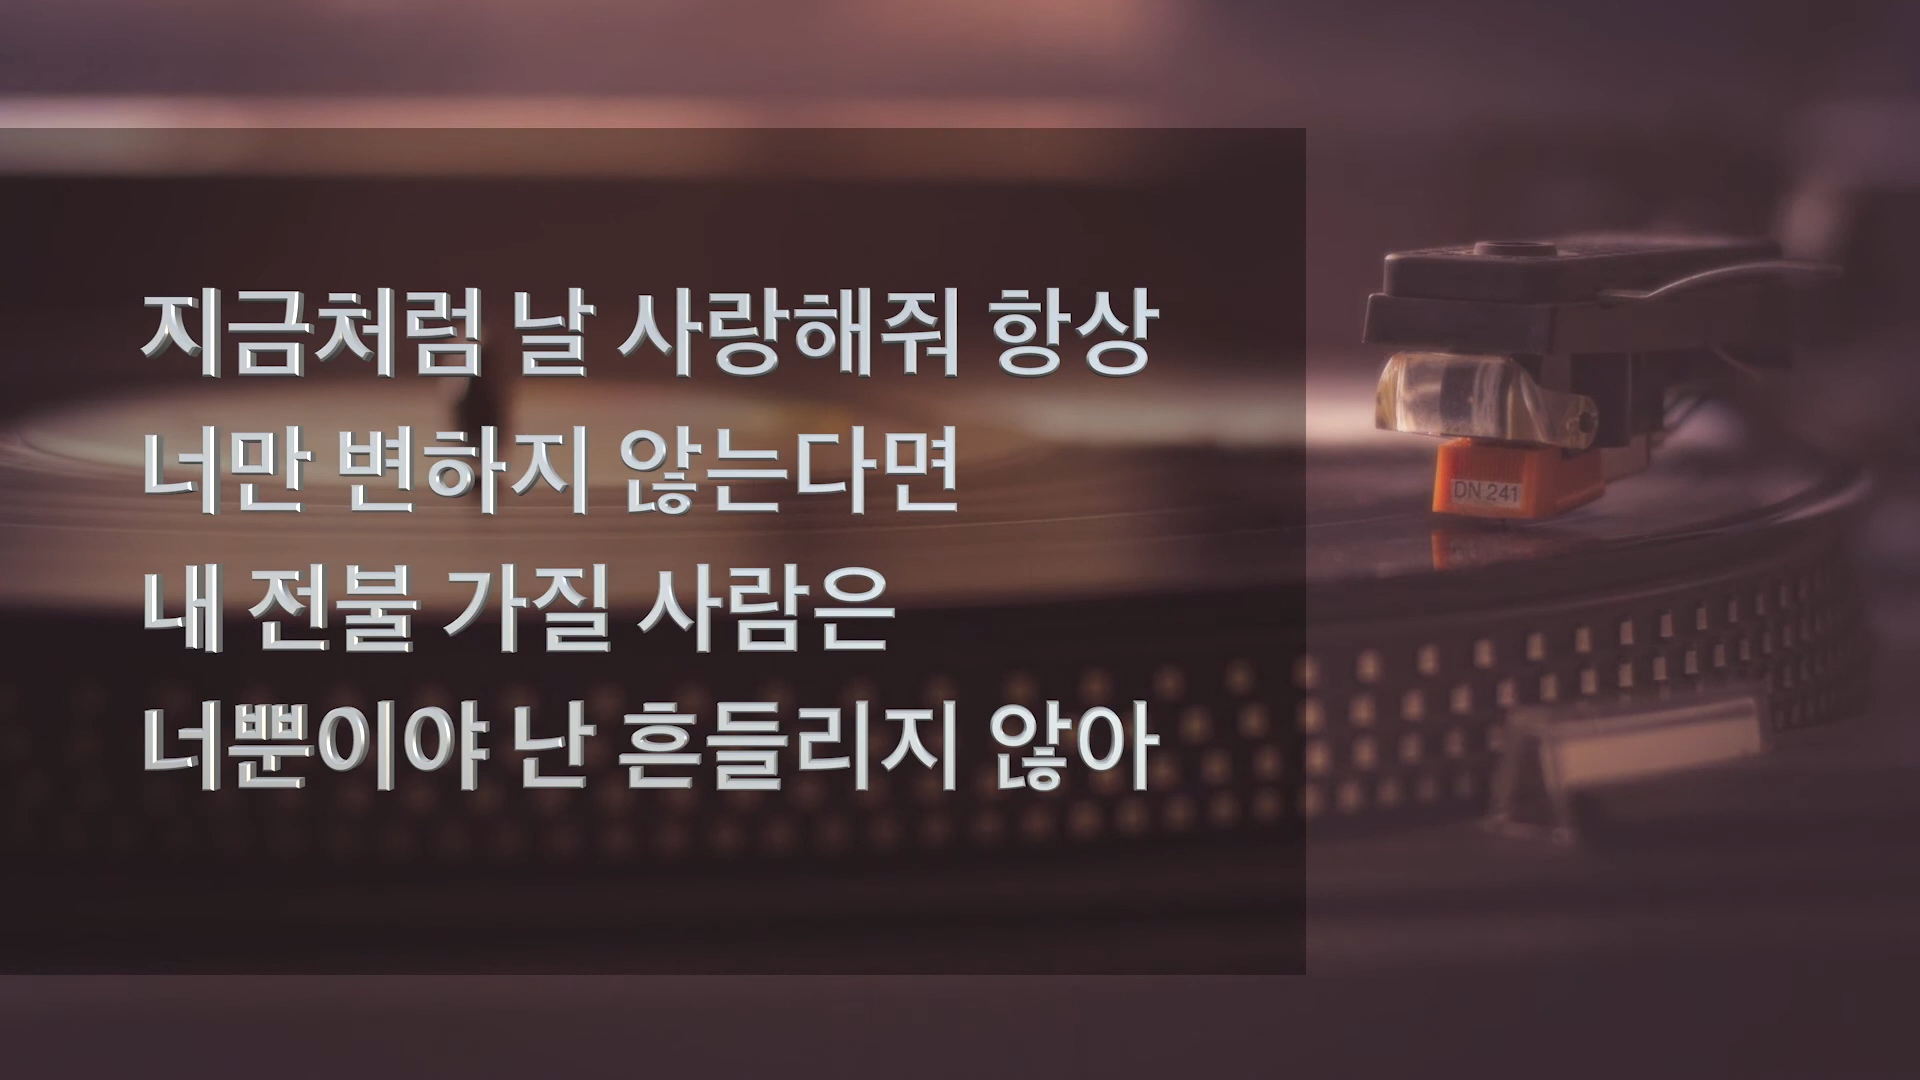 지금처럼 날 사랑해줘 항상
너만 변하지 않는다면
내 전불 가질 사람은
너뿐이야 난 흔들리지 않아
DN 241